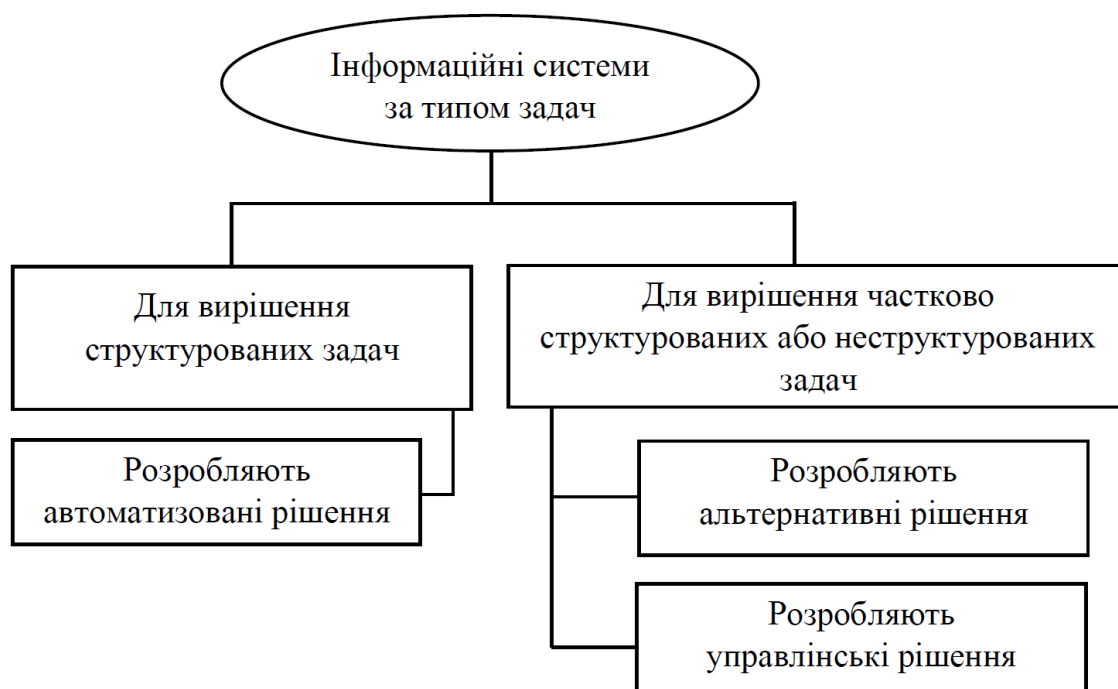 Інформаційні системи
за типом задач
Для вирішення
структурованих задач
Для вирішення частково
структурованих або неструктурованих
задач
Розробляють
автоматизовані рішення
Розробляють
альтернативні рішення
Розробляють
управлінські рішення